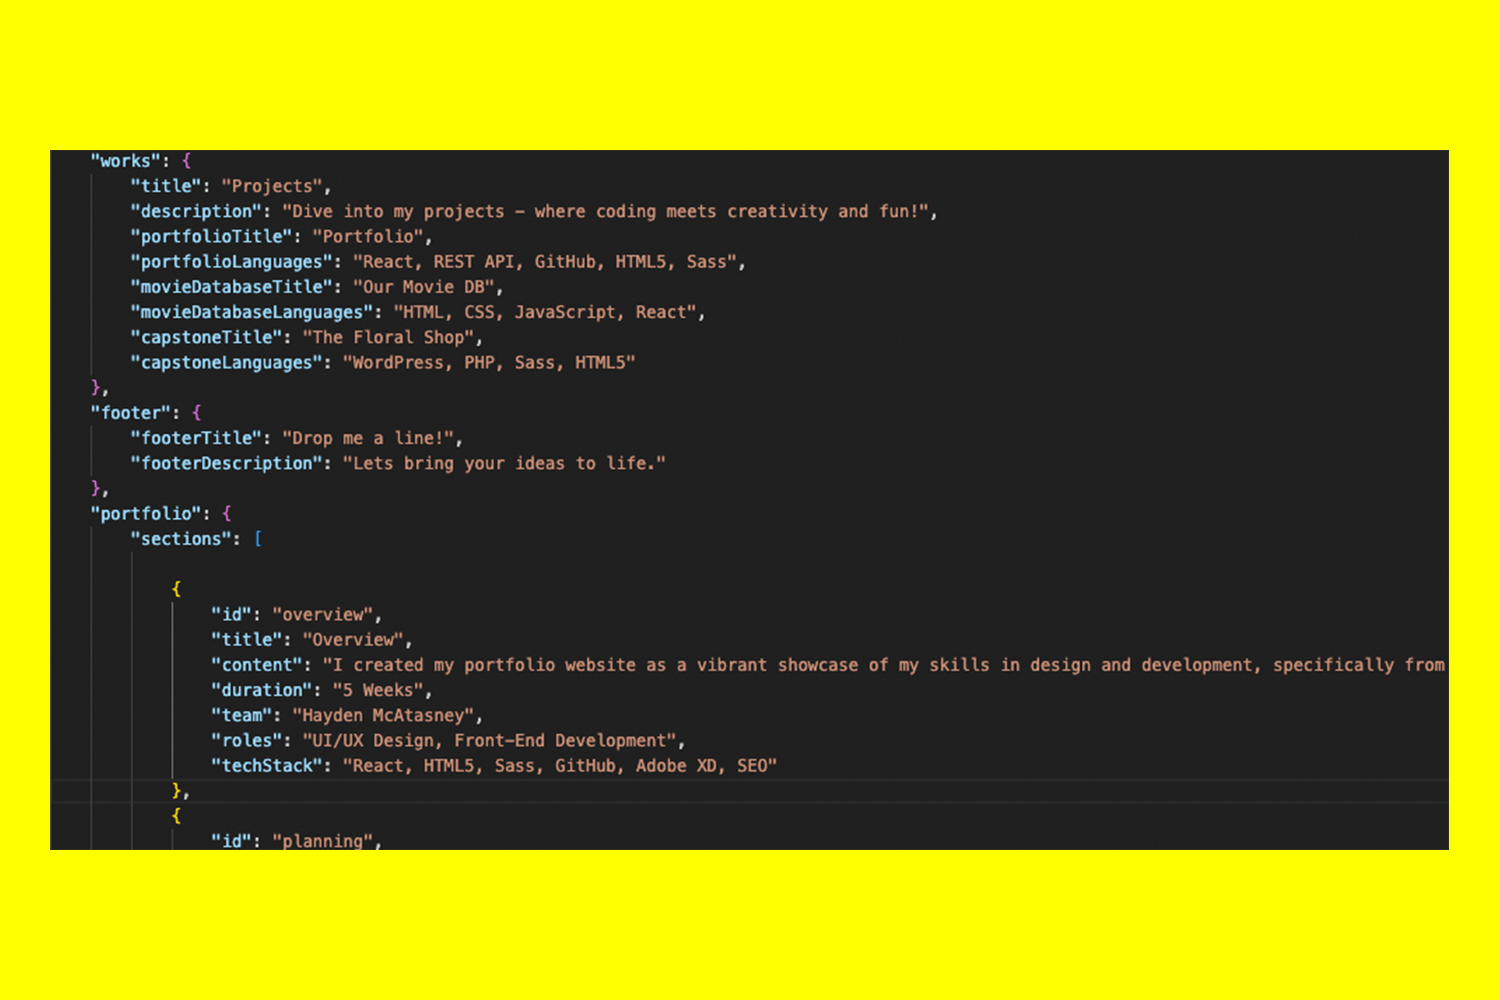 "works": {
"title": "Projects",
"description": "Dive into my projects – where coding meets creativity and fun!",
"portfolioTitle": "Portfolio",
"portfolioLanguages": "React, REST API, GitHub, HTML5, Sass",
"movieDatabaseTitle": "Our Movie DB",
"movieDatabaseLanguages": "HTML, CSS, JavaScript, React",
"capstoneTitle": "The Floral Shop",
"capstoneLanguages": "WordPress, PHP, Sass, HTML5"
},
"footer": {
"footerTitle": "Drop me a line!",
"footerDescription": "Lets bring your ideas to life."
},
"portfolio": {
"sections": [
{
"id": "overview",
"title": "Overview",
"content": "I created my portfolio website as a vibrant showcase of my skills in design and development, specifically from
"duration": "5 Weeks",
"team": "Hayden McAtasney",
"roles": "UI/UX Design, Front-End Development",
"techStack": "React, HTML5, Sass, GitHub, Adobe XD, SEO"
},
{
"id": "planning",